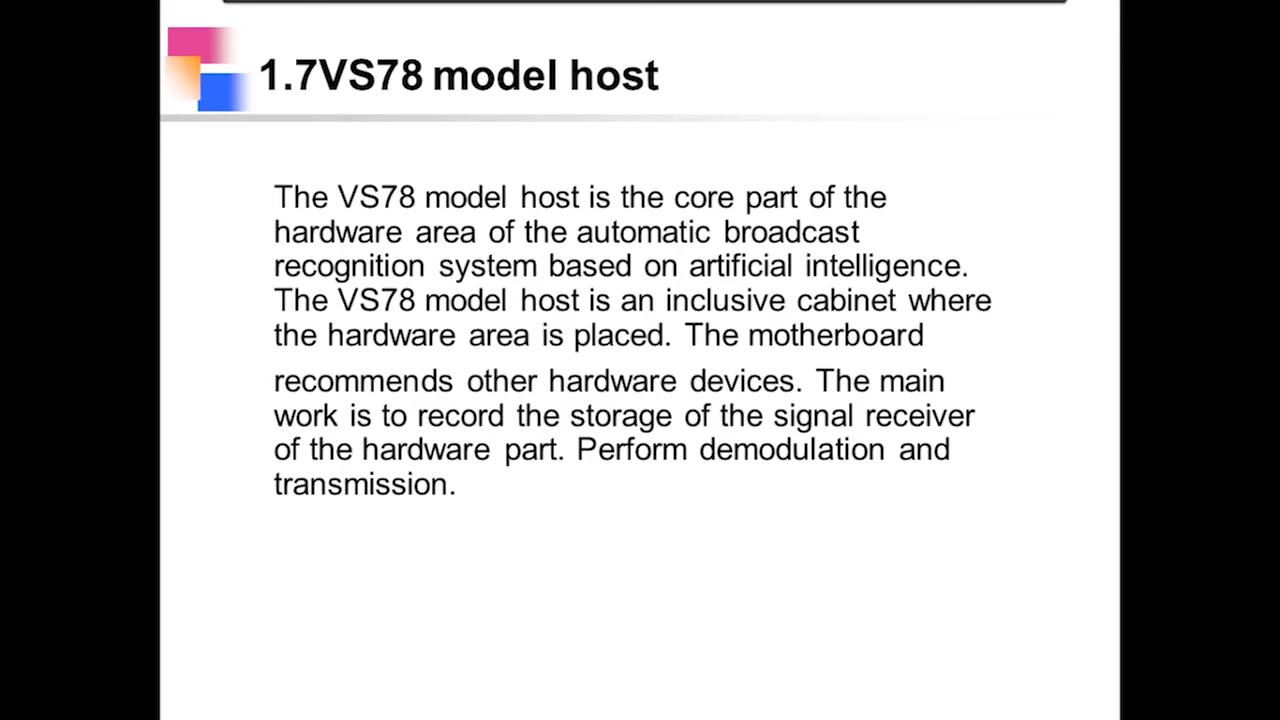 1.7VS78 model host
The VS78 model host is the core part of the
hardware area of the automatic broadcast
recognition system based on artificial intelligence.
The VS78 model host is an inclusive cabinet where
the hardware area is placed. The motherboard
recommends other hardware devices. The main
work is to record the storage of the signal receiver
of the hardware part. Perform demodulation and
transmission.